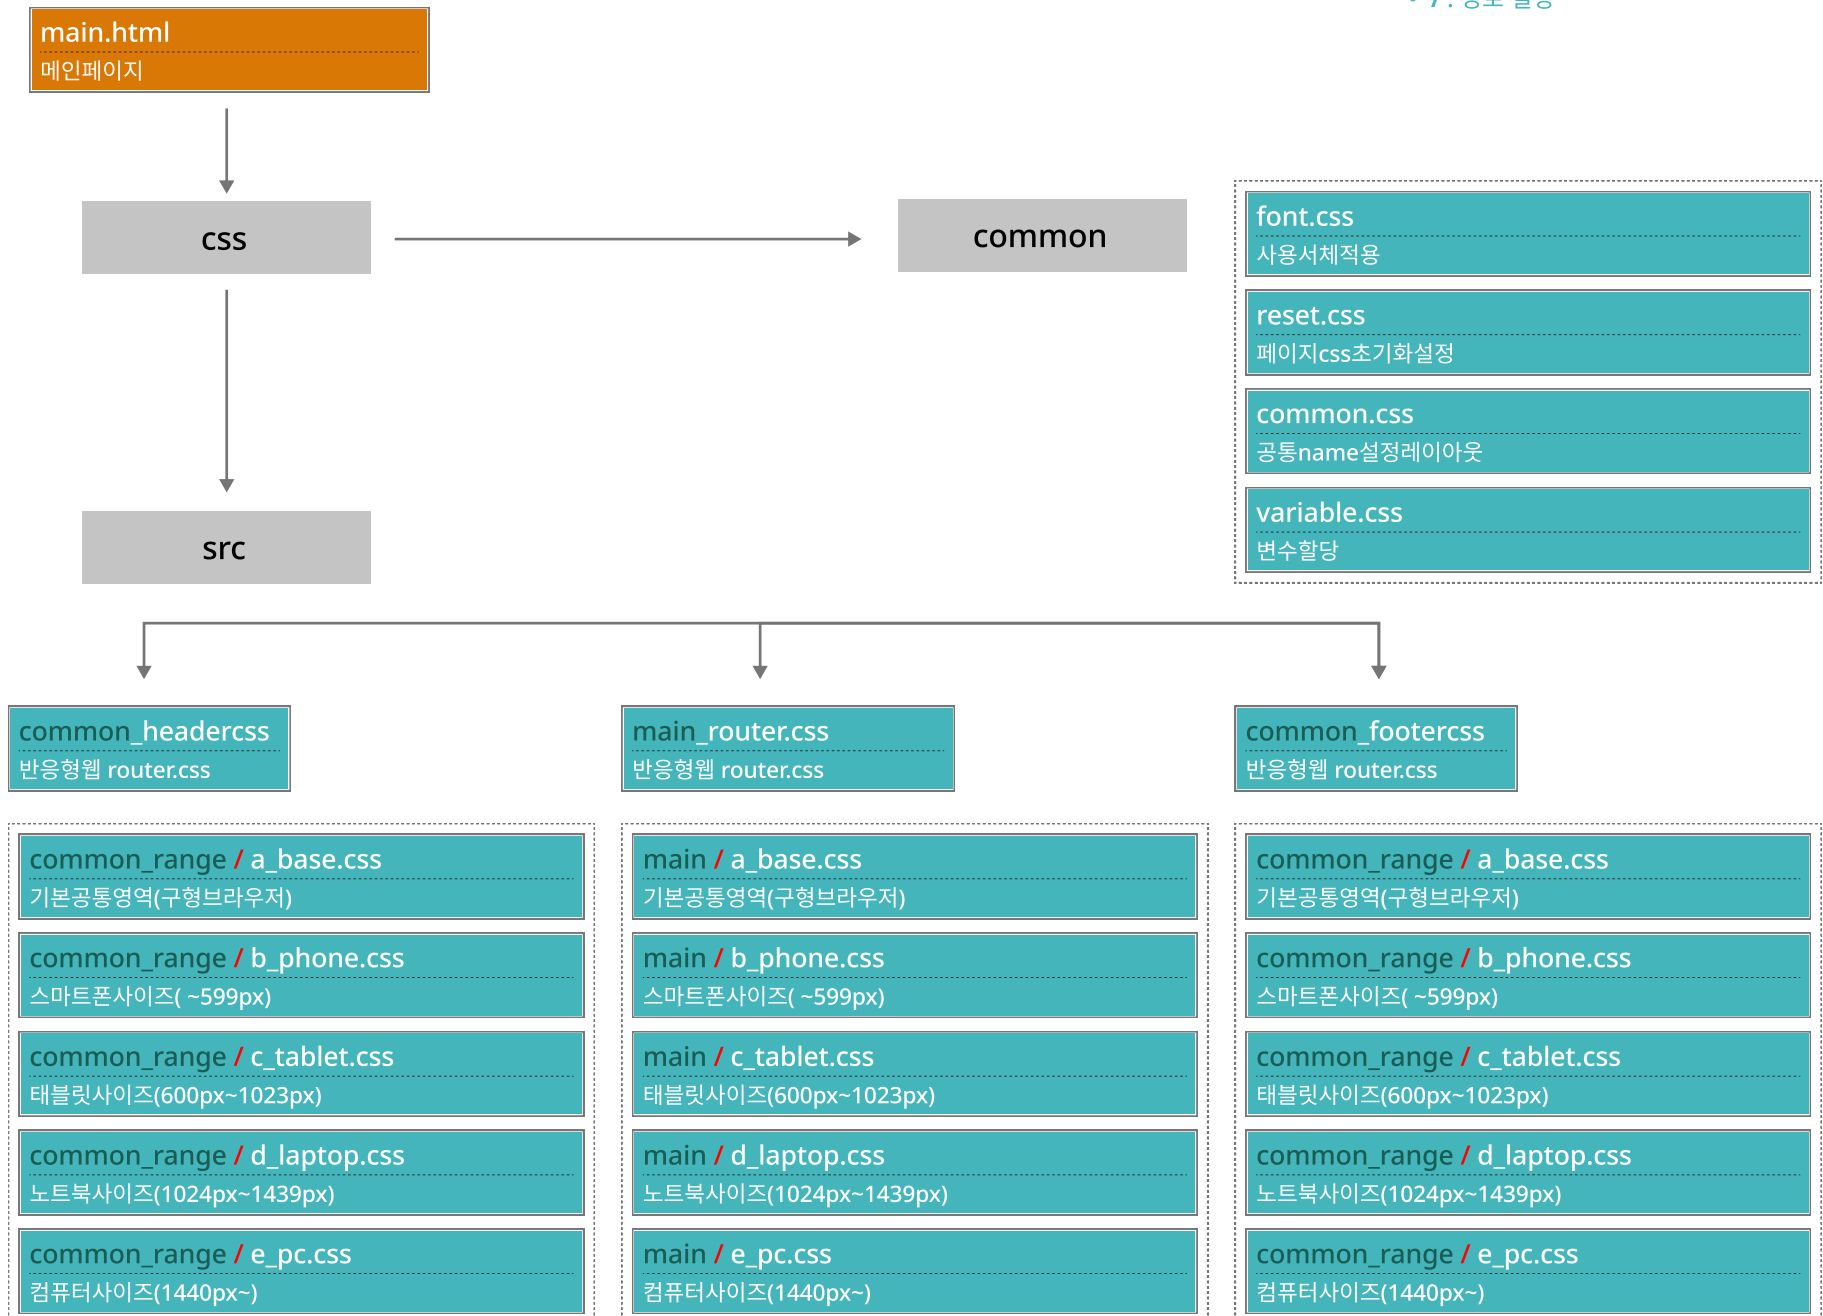 main.html
메인페이지
css
common
font.css
사용서체적용
reset.css
페이지css초기화설정
common.css
공통name설정레이아웃
variable.css
변수할당
src
common_headercss
반응형웹 router.css
main_router.css
반응형웹 router.css
common_footercss
반응형웹 router.css
common_range / a_base.css
기본공통영역(구형브라우저)
common_range / b_phone.css
스마트폰사이즈( ~599px)
common_range / c_tablet.css
태블릿사이즈(600px~1023px)
common_range / d_laptop.css
노트북사이즈(1024px~1439px)
common_range / e_pc.css
컴퓨터사이즈(1440px~)
main / a_base.css
기본공통영역(구형브라우저)
main / b_phone.css
스마트폰사이즈( ~599px)
main / c_tablet.css
태블릿사이즈(600px~1023px)
main / d_laptop.css
노트북사이즈(1024px~1439px)
main / e_pc.css
컴퓨터사이즈(1440px~)
common_range / a_base.css
기본공통영역(구형브라우저)
common_range / b_phone.css
스마트폰사이즈( ~599px)
common_range / c_tablet.css
태블릿사이즈(600px~1023px)
common_range / d_laptop.css
노트북사이즈(1024px~1439px)
common_range / e_pc.css
컴퓨터사이즈(1440px~)